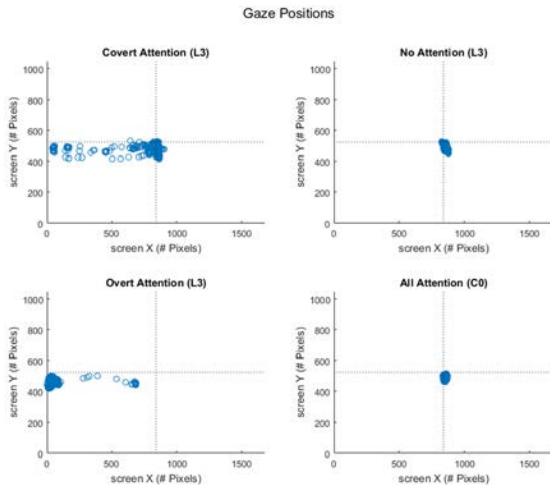 Gaze Positions
Covert Attention (L3)
1000
800
600
400
200
0
screen Y (# Pixels)
0 500 1000 1500
screen X (# Pixels)
No Attention (L3)
1000
800
600
400
200
0
screen Y (# Pixels)
0 500 1000 1500
screen X (# Pixels)
Overt Attention (L3)
1000
800
600
400
200
0
screen Y (# Pixels)
0 500 1000 1500
screen X (# Pixels)
All Attention (C0)
1000
800
600
400
200
0
screen Y (# Pixels)
0 500 1000 1500
screen X (# Pixels)